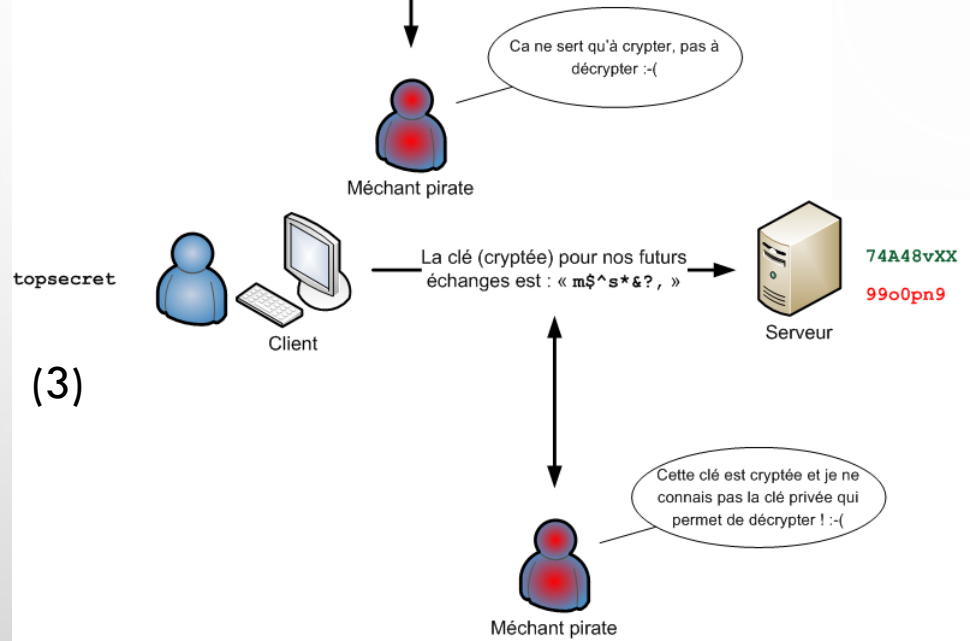 Ca ne sert qu'à crypter, pas à
décrypter :-(
Méchant pirate
topsecret
Client
La clé (cryptée) pour nos futurs
échanges est : « m$^s*&?, »
74A48vXX
99o0pn9
Serveur
(3)
Cette clé est cryptée et je ne
connais pas la clé privée qui
permet de décrypter ! :-(
Méchant pirate